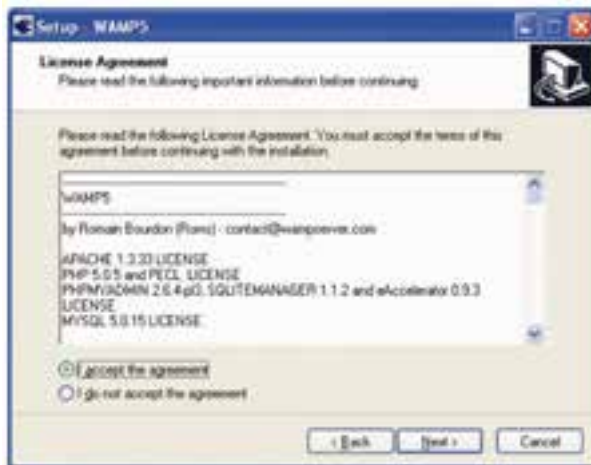 Setup - WAMP5
License Agreement
Please read the following important information before continuing.
Please read the following License Agreement. You must accept the terms of this
agreement before continuing with the installation.
WAMP5
by Romain Bourdon (Roms) - contact@wampserver.com
APACHE 1.3.33 LICENSE
PHP 5.0.5 and PECL LICENSE
PHPMYADMIN 2.6.4-pl3, SQLITEMANAGER 1.1.2 and eAccelerator 0.9.3
LICENSE
MYSQL 5.0.15 LICENSE
I accept the agreement
I do not accept the agreement
< Back
Next >
Cancel